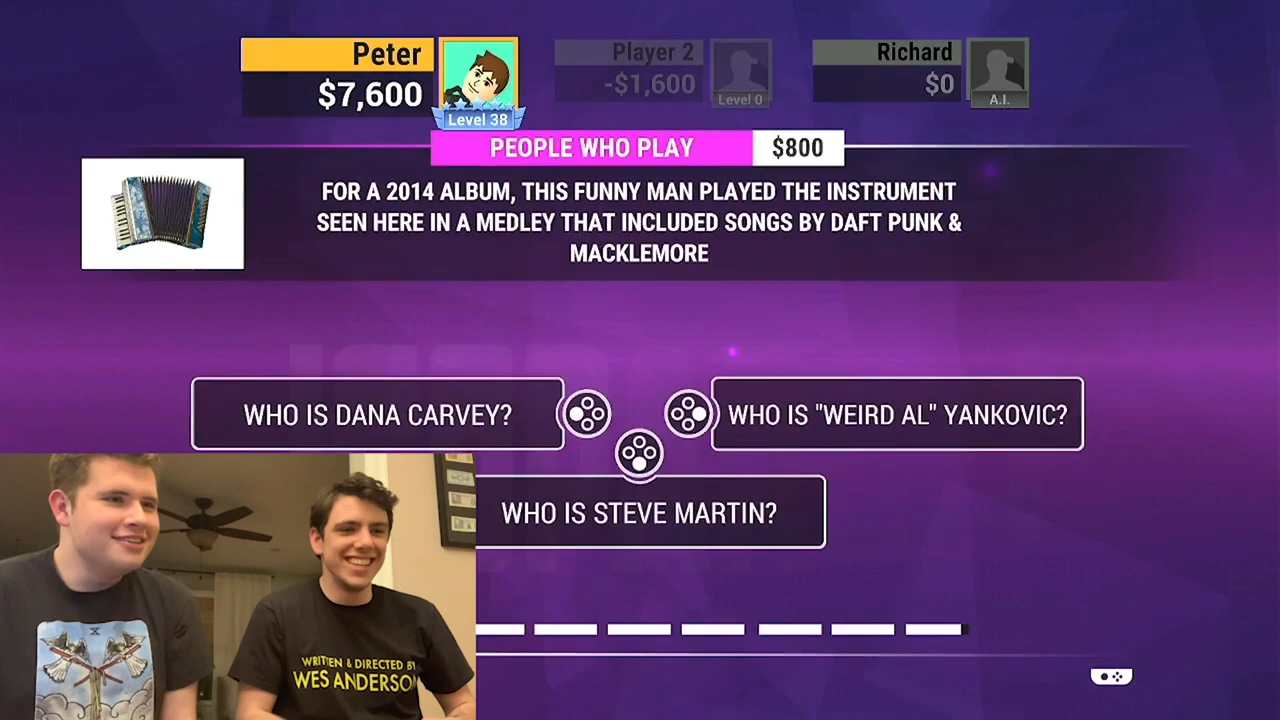 Peter
$7,600
Level 38
Player 2
-$1,600
Level 0
Richard
$0
A.I.
PEOPLE WHO PLAY
$800
FOR A 2014 ALBUM, THIS FUNNY MAN PLAYED THE INSTRUMENT
SEEN HERE IN A MEDLEY THAT INCLUDED SONGS BY DAFT PUNK &
MACKLEMORE
WHO IS DANA CARVEY?
WHO IS "WEIRD AL" YANKOVIC?
WHO IS STEVE MARTIN?
X
WRITTEN & DIRECTED BY
WES ANDERSON